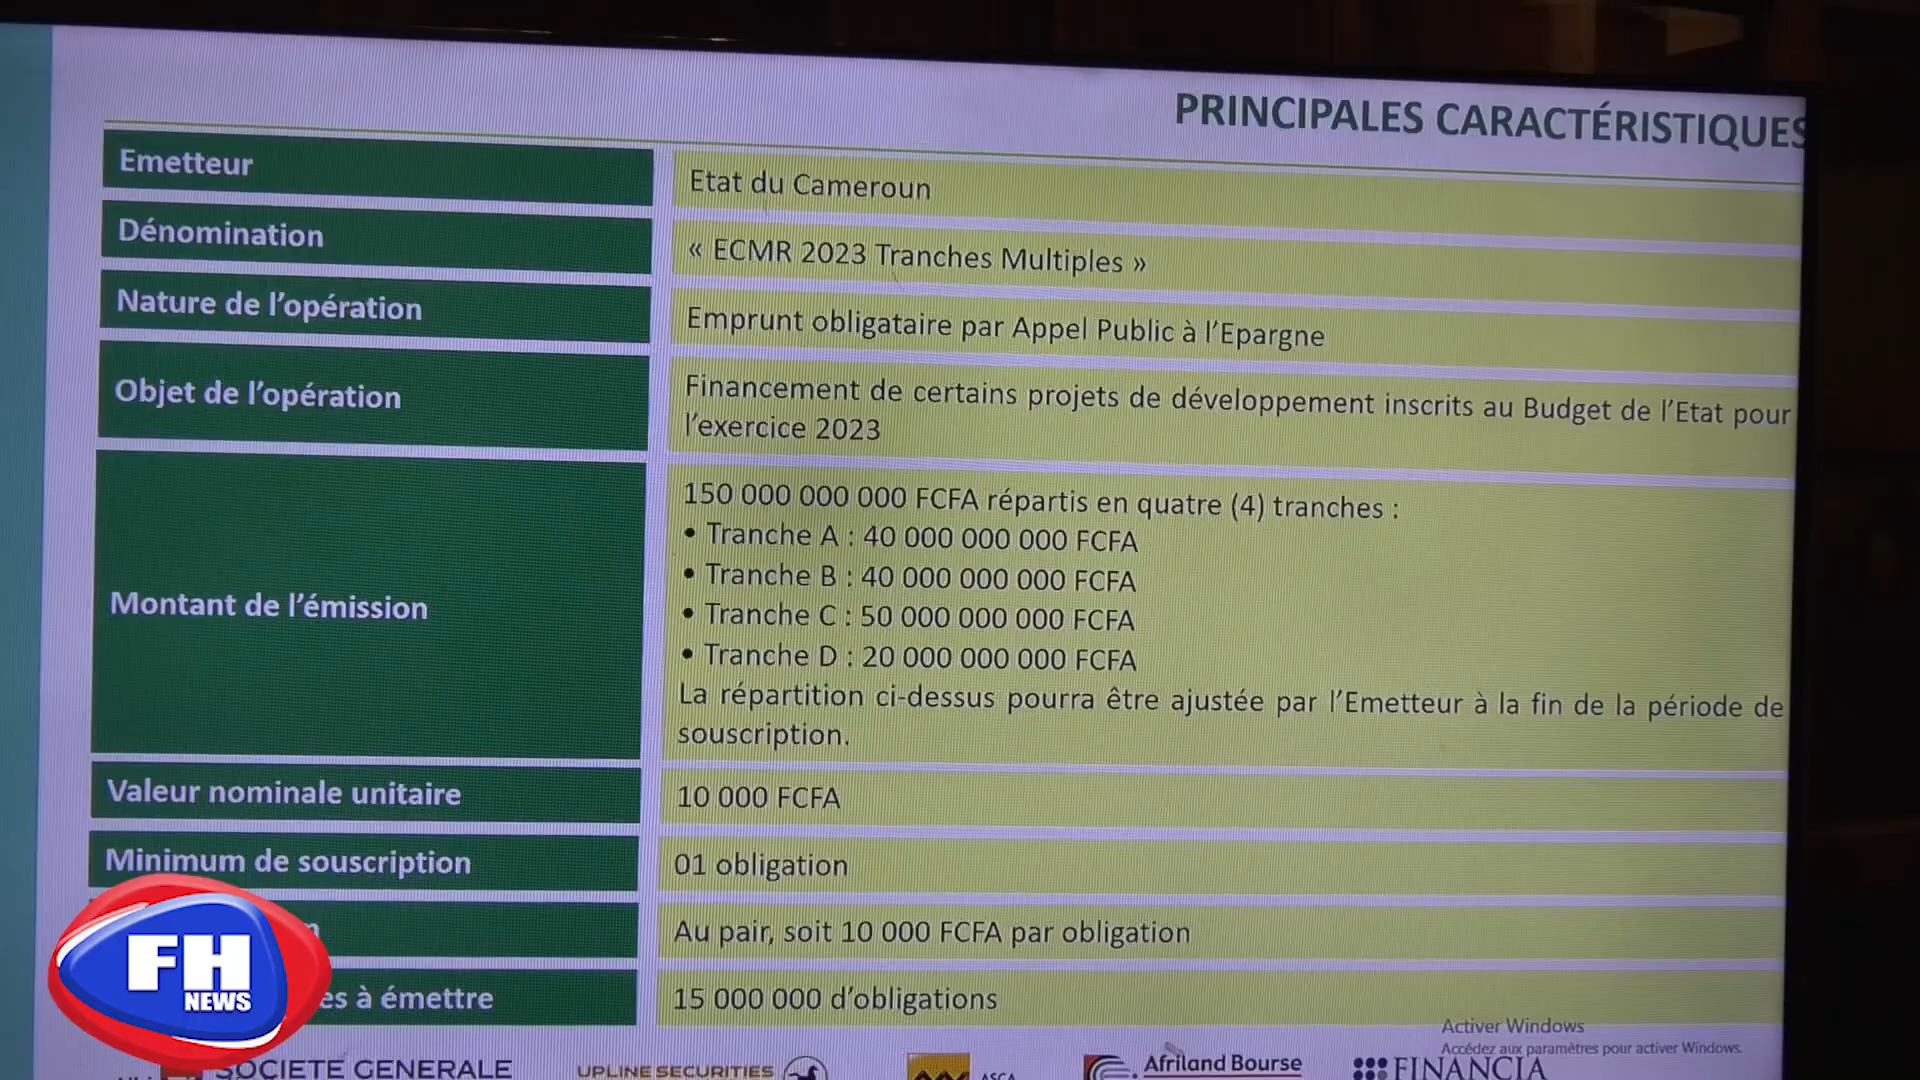 PRINCIPALES CARACTÉRISTIQUES
Emetteur
Etat du Cameroun
Dénomination
« ECMR 2023 Tranches Multiples »
Nature de l’opération
Emprunt obligataire par Appel Public à l’Epargne
Objet de l’opération
Financement de certains projets de développement inscrits au Budget de l’Etat pour
l’exercice 2023
Montant de l’émission
150 000 000 000 FCFA répartis en quatre (4) tranches :
• Tranche A : 40 000 000 000 FCFA
• Tranche B : 40 000 000 000 FCFA
• Tranche C : 50 000 000 000 FCFA
• Tranche D : 20 000 000 000 FCFA
La répartition ci-dessus pourra être ajustée par l’Emetteur à la fin de la période de
souscription.
Valeur nominale unitaire
10 000 FCFA
Minimum de souscription
01 obligation
Au pair, soit 10 000 FCFA par obligation
es à émettre
15 000 000 d’obligations
FH
NEWS
Activer Windows
Accédez aux paramètres pour activer Windows.
SOCIETE GENERALE
UPLINE SECURITIES
ASCA
Afriland Bourse
FINANCIA